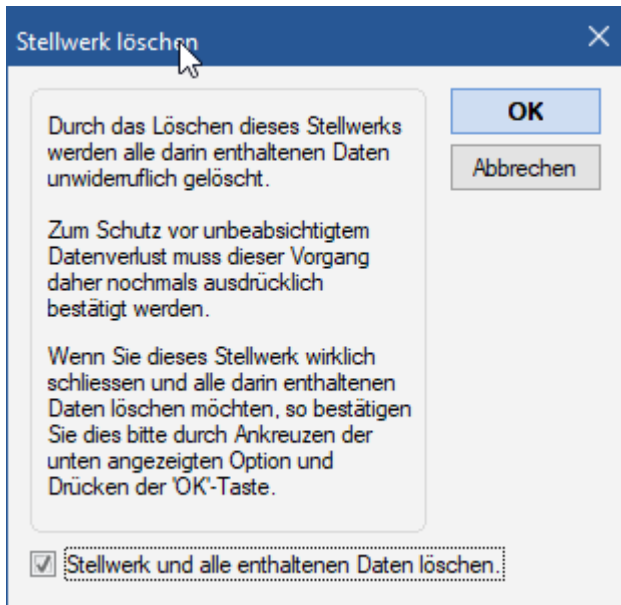 Stellwerk löschen
Durch das Löschen dieses Stellwerks
werden alle darin enthaltenen Daten
unwiderruflich gelöscht.
Zum Schutz vor unbeabsichtigtem
Datenverlust muss dieser Vorgang
daher nochmals ausdrücklich
bestätigt werden.
Wenn Sie dieses Stellwerk wirklich
schliessen und alle darin enthaltenen
Daten löschen möchten, so bestätigen
Sie dies bitte durch Ankreuzen der
unten angezeigten Option und
Drücken der 'OK'-Taste.
OK
Abbrechen
Stellwerk und alle enthaltenen Daten löschen.